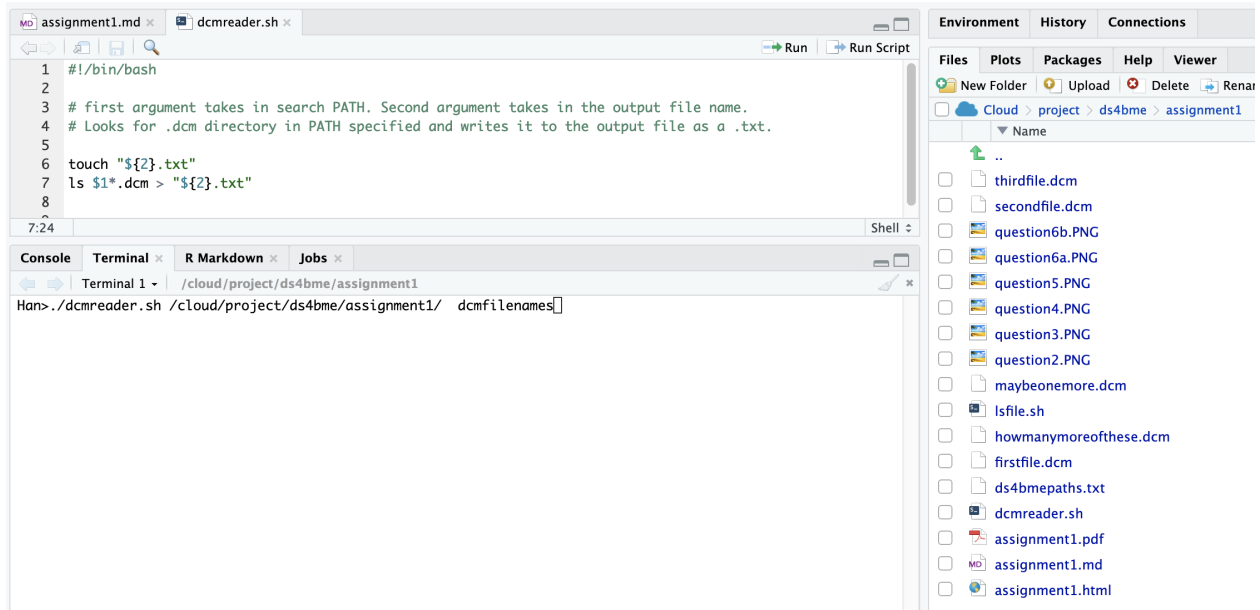 assignment1.md × dcmreader.sh ×
Run Run Script
1 #!/bin/bash
2
3 # first argument takes in search PATH. Second argument takes in the output file name.
4 # Looks for .dcm directory in PATH specified and writes it to the output file as a .txt.
5
6 touch "${2}.txt"
7 ls $1*.dcm > "${2}.txt"
8
7:24 Shell
Console Terminal × R Markdown × Jobs ×
Terminal 1 /cloud/project/ds4bme/assignment1
Han>./dcmreader.sh /cloud/project/ds4bme/assignment1/  dcmfilenames
Environment History Connections
Files Plots Packages Help Viewer
New Folder Upload Delete Renar
Cloud > project > ds4bme > assignment1
Name
..
thirdfile.dcm
secondfile.dcm
question6b.PNG
question6a.PNG
question5.PNG
question4.PNG
question3.PNG
question2.PNG
maybeonemore.dcm
lsfile.sh
howmanymoreofthese.dcm
firstfile.dcm
ds4bmepaths.txt
dcmreader.sh
assignment1.pdf
assignment1.md
assignment1.html